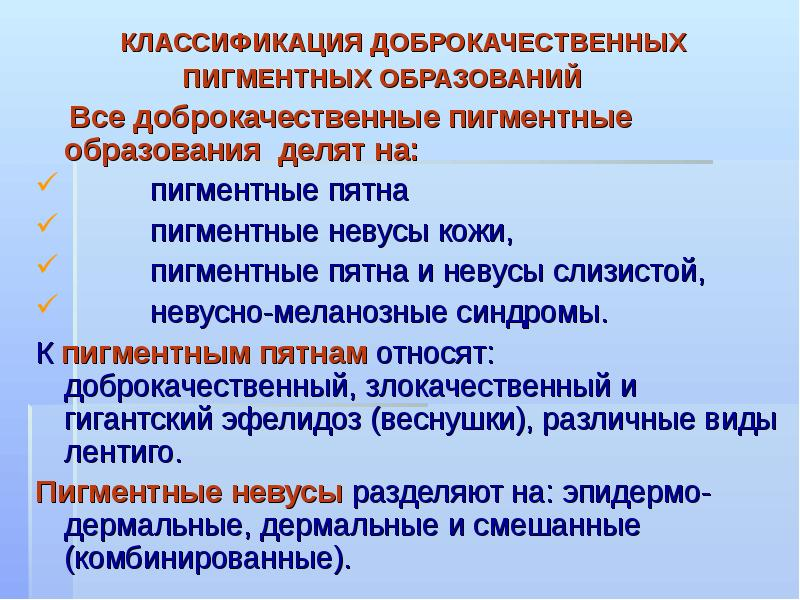 КЛАССИФИКАЦИЯ ДОБРОКАЧЕСТВЕННЫХ
ПИГМЕНТНЫХ ОБРАЗОВАНИЙ
Все доброкачественные пигментные
образования делят на:
пигментные пятна
пигментные невусы кожи,
пигментные пятна и невусы слизистой,
невусно-меланозные синдромы.
К пигментным пятнам относят:
доброкачественный, злокачественный и
гигантский эфелидоз (веснушки), различные виды
лентиго.
Пигментные невусы разделяют на: эпидермо-
дермальные, дермальные и смешанные
(комбинированные).